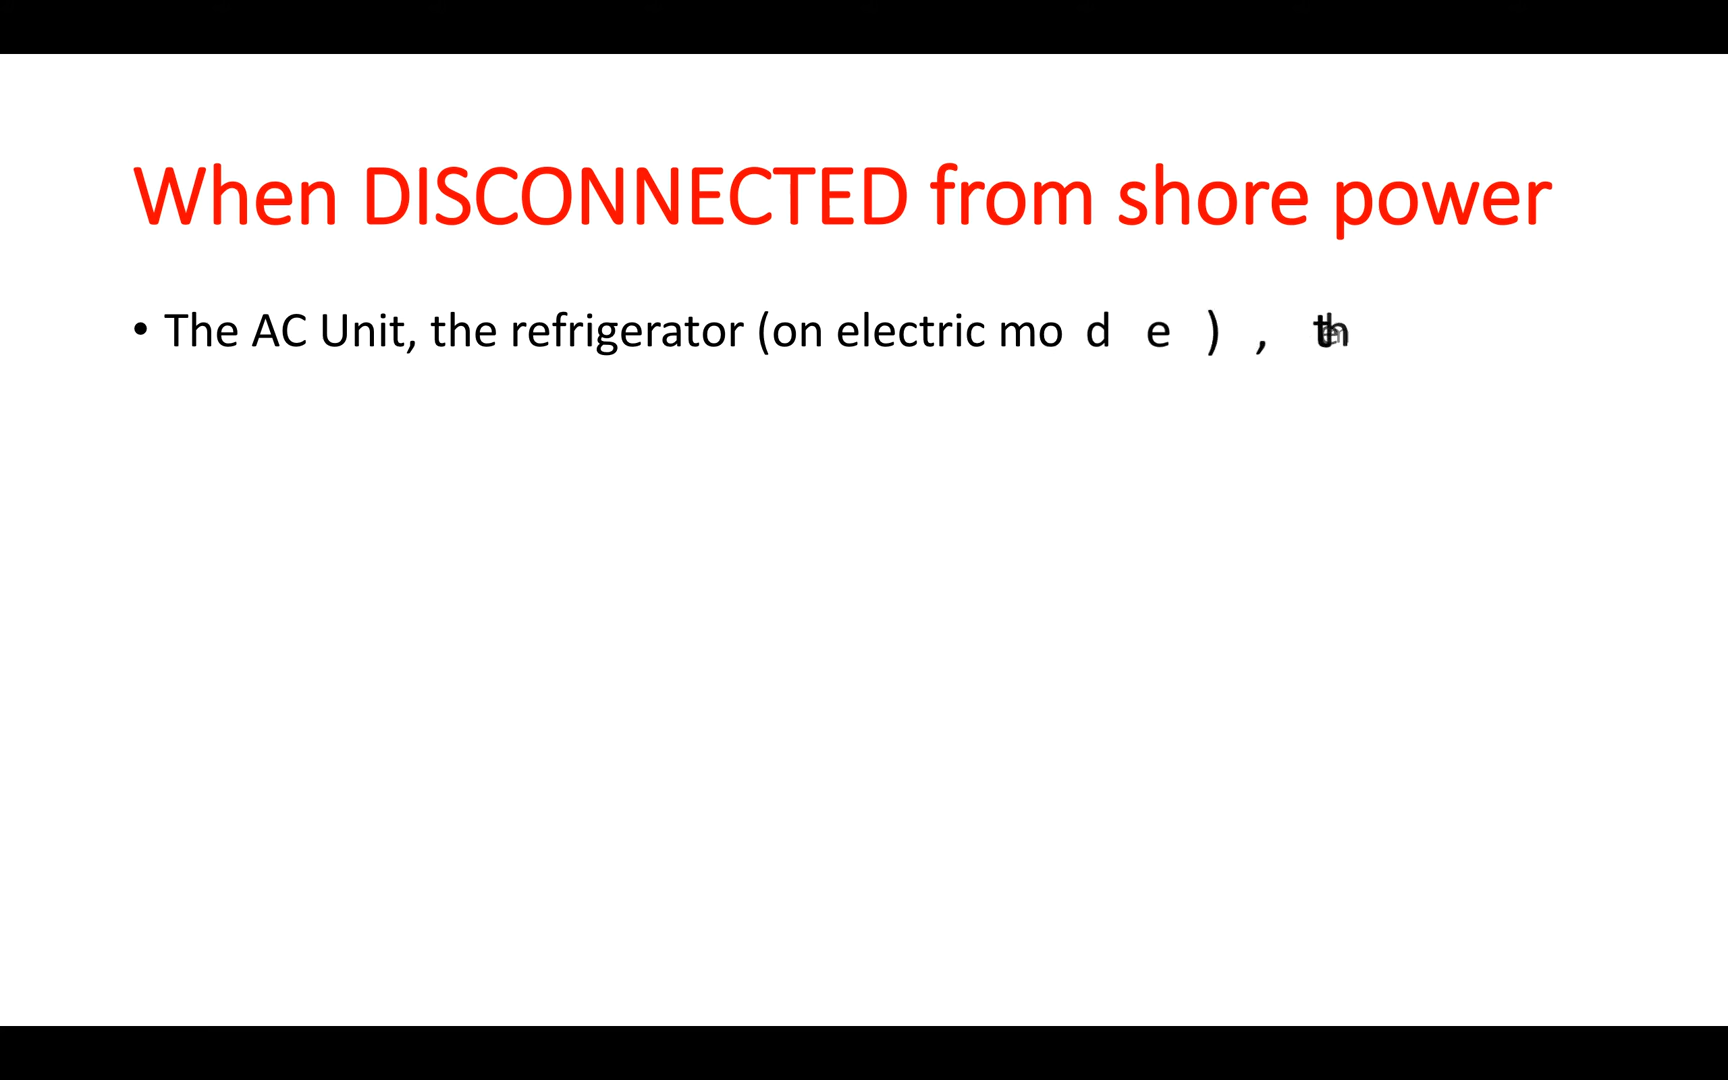 When DISCONNECTED from shore power
• The AC Unit, the refrigerator (on electric mode),